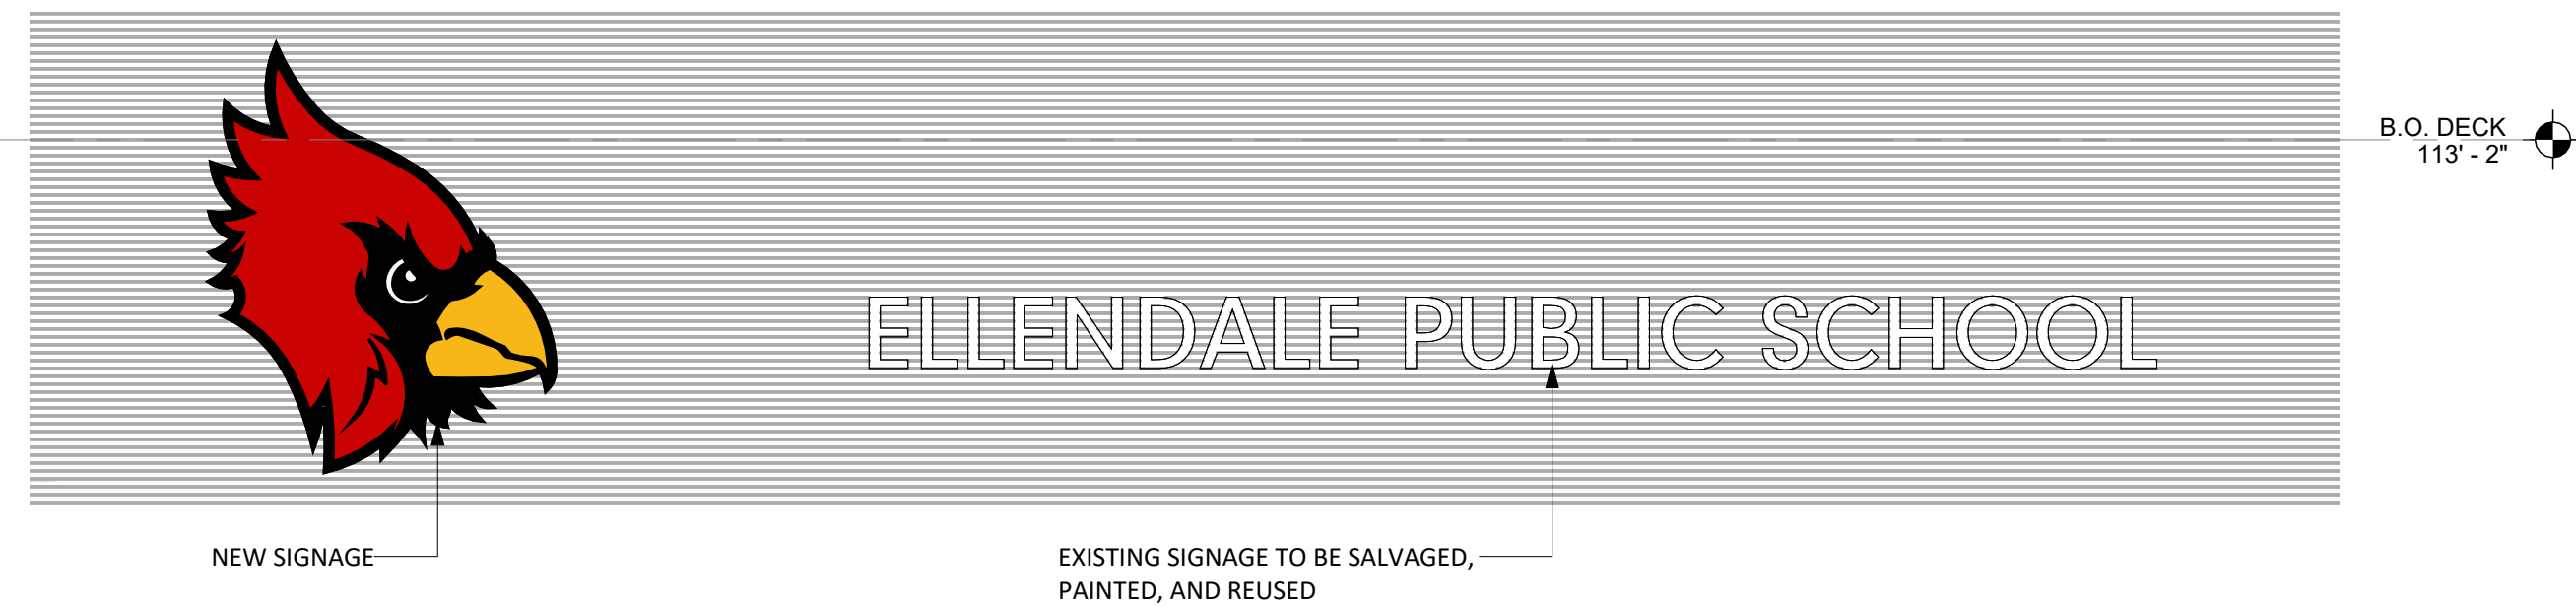 B.O. DECK
113' - 2"
ELLENDALE PUBLIC SCHOOL
NEW SIGNAGE
EXISTING SIGNAGE TO BE SALVAGED,
PAINTED, AND REUSED